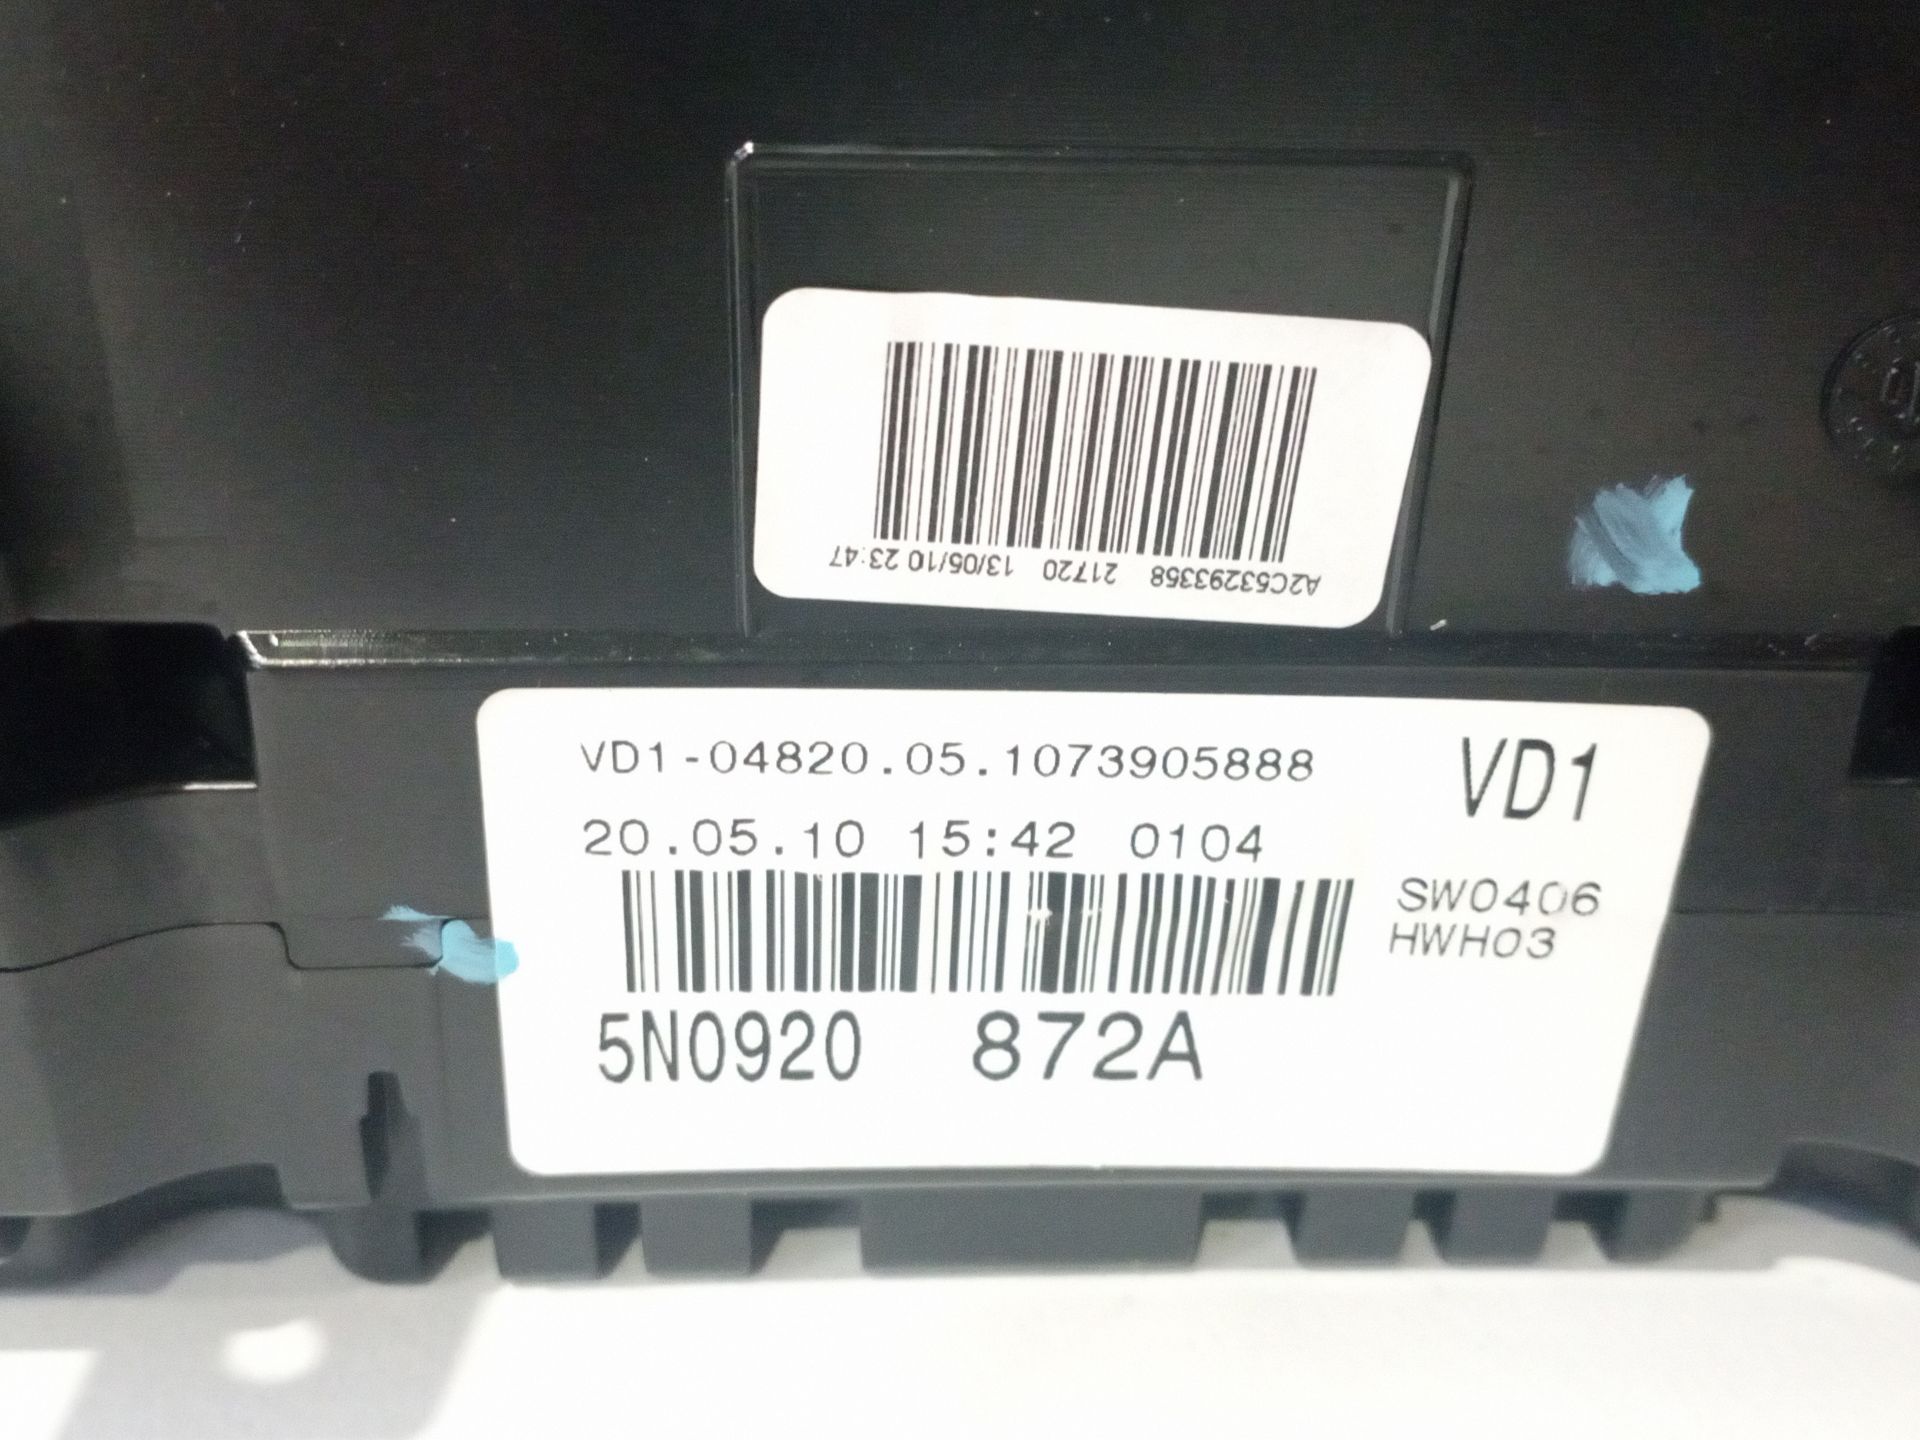 A2C53293358 21720 13/05/10 23:47
VD1-04820.05.1073905888
VD1
20.05.10 15:42 0104
SW0406
HWH03
5N0920 872A